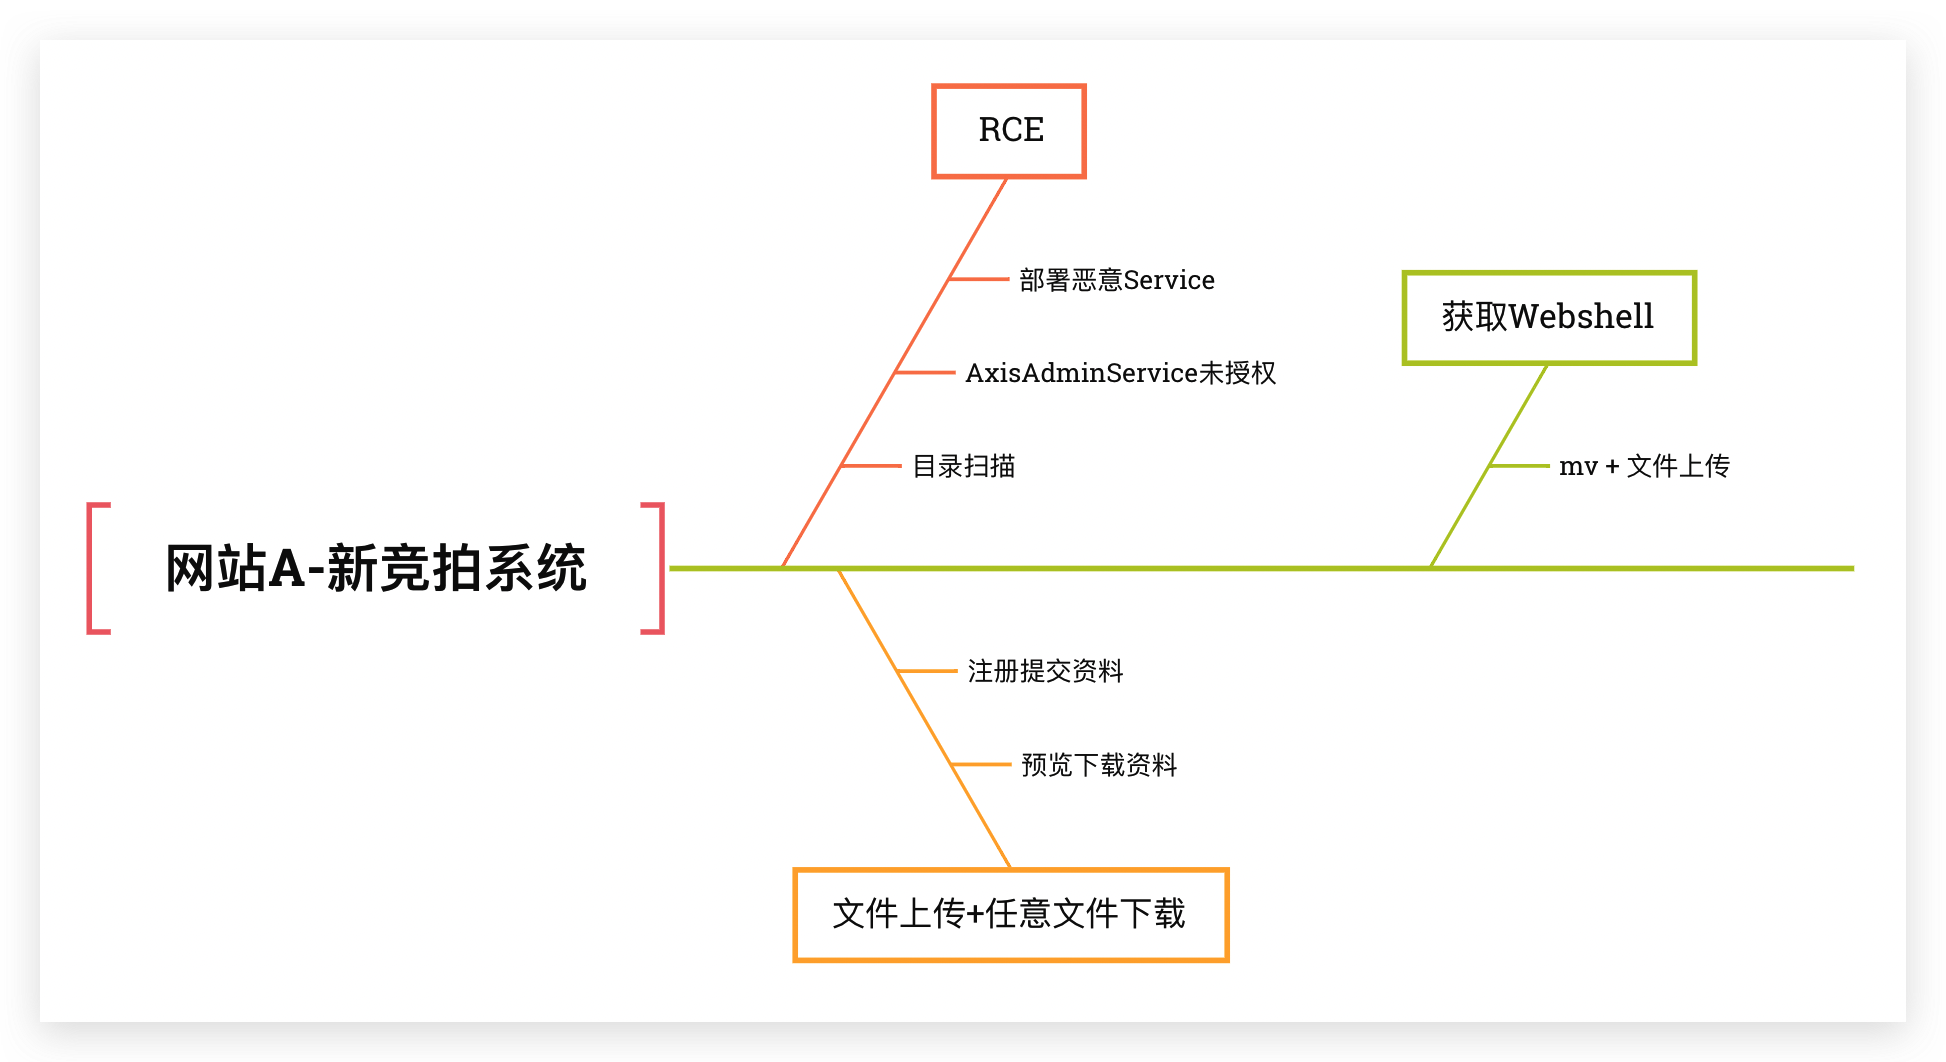 RCE
部署恶意Service
获取Webshell
AxisAdminService未授权
目录扫描
mv + 文件上传
网站A-新竞拍系统
注册提交资料
预览下载资料
文件上传+任意文件下载